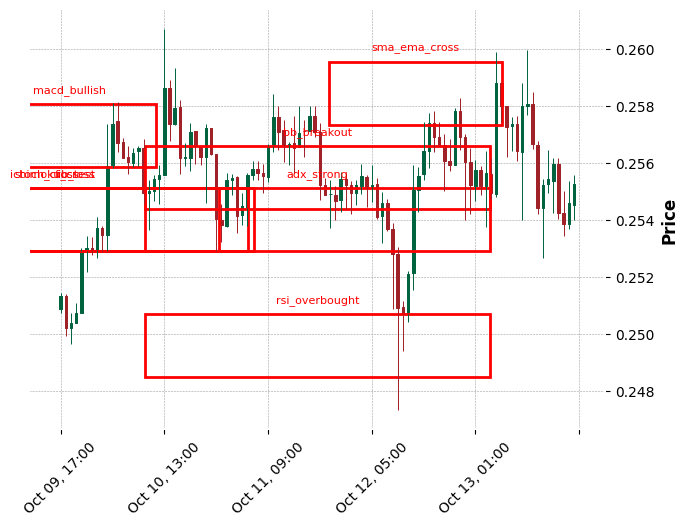 sma_ema_cross
macd_bullish
adx_strong
rsi_overbought
0.260
0.258
0.256
0.254
0.252
0.250
0.248
Price
Oct 09, 17:00
Oct 10, 13:00
Oct 11, 09:00
Oct 12, 05:00
Oct 13, 01:00